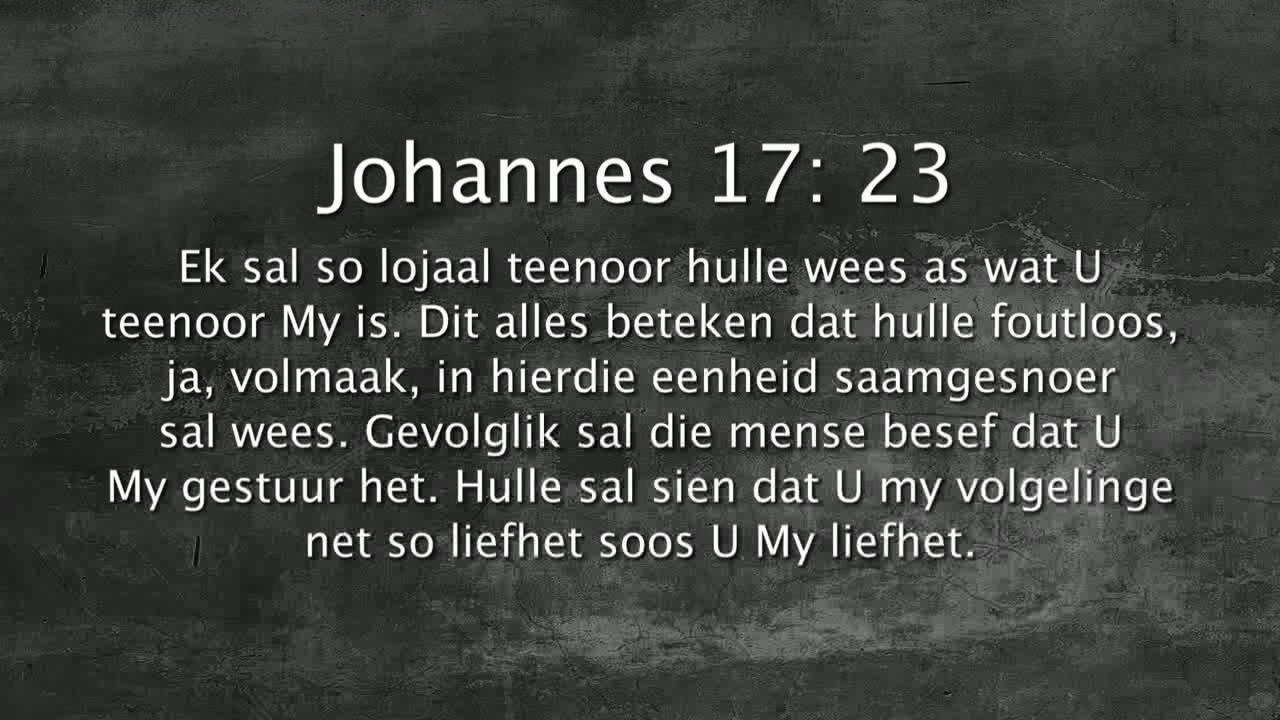 Johannes 17: 23
Ek sal so lojaal teenoor hulle wees as wat U
teenoor My is. Dit alles beteken dat hulle foutloos,
ja, volmaak, in hierdie eenheid saamgesnoer
sal wees. Gevolglik sal die mense besef dat U
My gestuur het. Hulle sal sien dat U my volgelinge
net so liefhet soos U My liefhet.